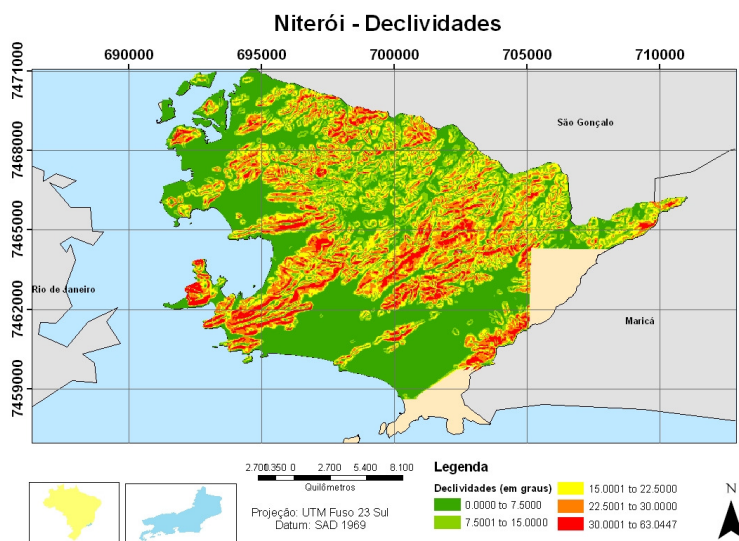 Niterói - Declividades
690000 695000 700000 705000 710000
7471000
7468000
7465000
7462000
7459000
São Gonçalo
Rio de Janeiro
Maricá
2.700 1.350 0 2.700 5.400 8.100
Quilômetros
Projeção: UTM Fuso 23 Sul
Datum: SAD 1969
Legenda
Declividades (em graus)
0.0000 to 7.5000
7.5001 to 15.0000
15.0001 to 22.5000
22.5001 to 30.0000
30.0001 to 63.0447
N